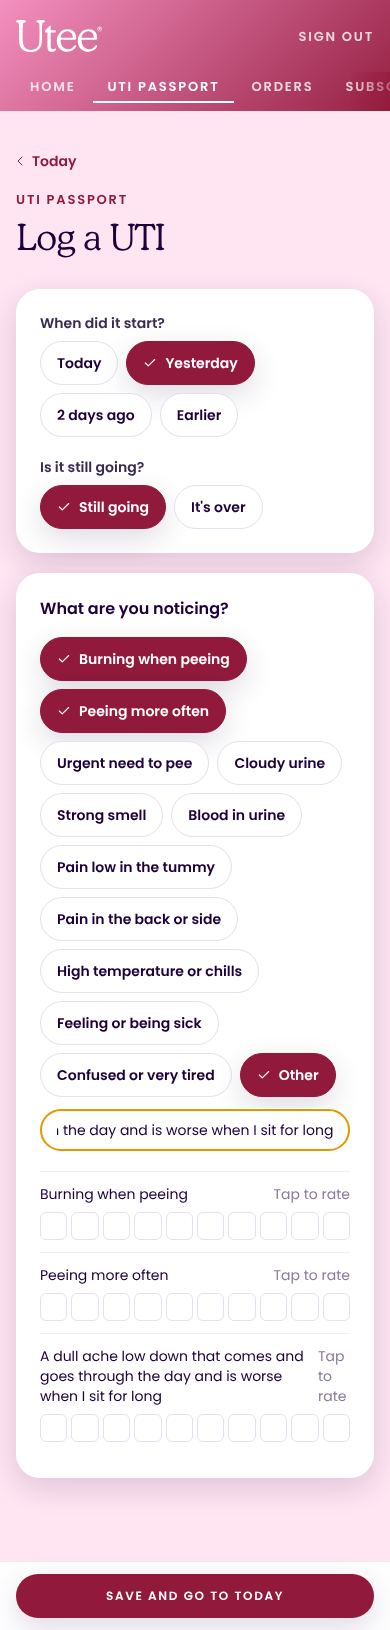 Utee®
SIGN OUT
HOME UTI PASSPORT ORDERS SUBSC
Today
UTI PASSPORT
Log a UTI
When did it start?
Today Yesterday
2 days ago Earlier
Is it still going?
Still going It's over
What are you noticing?
Burning when peeing
Peeing more often
Urgent need to pee Cloudy urine
Strong smell Blood in urine
Pain low in the tummy
Pain in the back or side
High temperature or chills
Feeling or being sick
Confused or very tired Other
the day and is worse when I sit for long
Burning when peeing Tap to rate
Peeing more often Tap to rate
A dull ache low down that comes and
goes through the day and is worse
when I sit for long
Tap
to
rate
SAVE AND GO TO TODAY